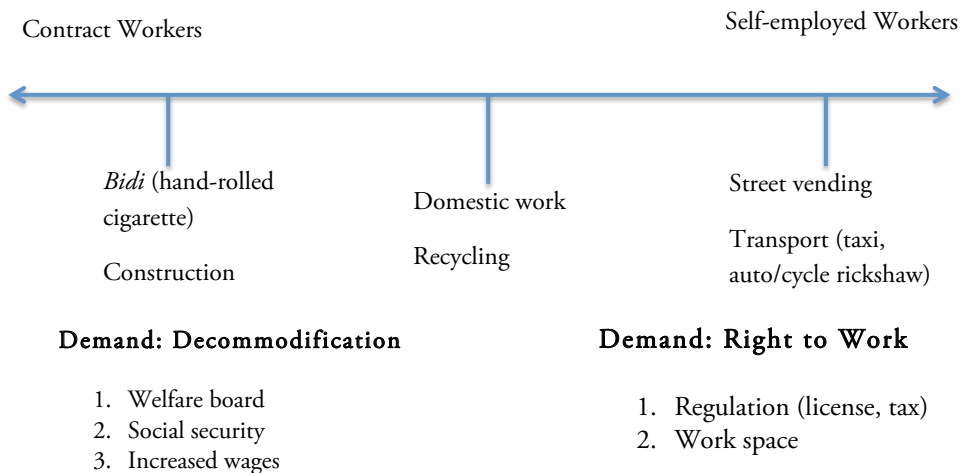 Contract Workers
Self-employed Workers
Bidi (hand-rolled
cigarette)
Construction
Domestic work
Recycling
Street vending
Transport (taxi,
auto/cycle rickshaw)
Demand: Decommodification
1. Welfare board
2. Social security
3. Increased wages
Demand: Right to Work
1. Regulation (license, tax)
2. Work space